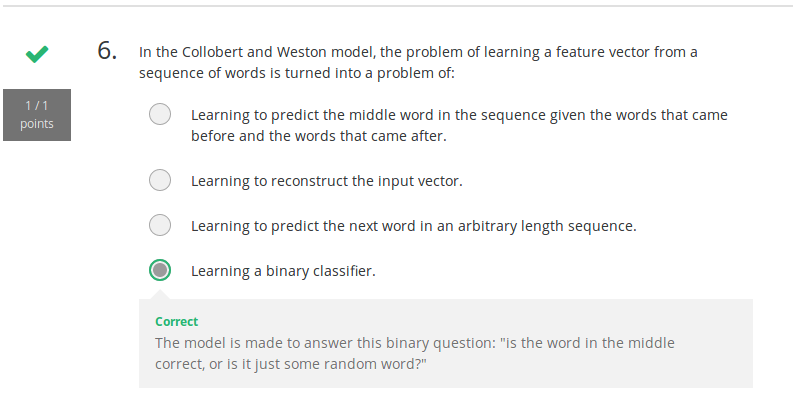 6.
In the Collobert and Weston model, the problem of learning a feature vector from a
sequence of words is turned into a problem of:
1 / 1
points
Learning to predict the middle word in the sequence given the words that came
before and the words that came after.
Learning to reconstruct the input vector.
Learning to predict the next word in an arbitrary length sequence.
Learning a binary classifier.
Correct
The model is made to answer this binary question: "is the word in the middle
correct, or is it just some random word?"